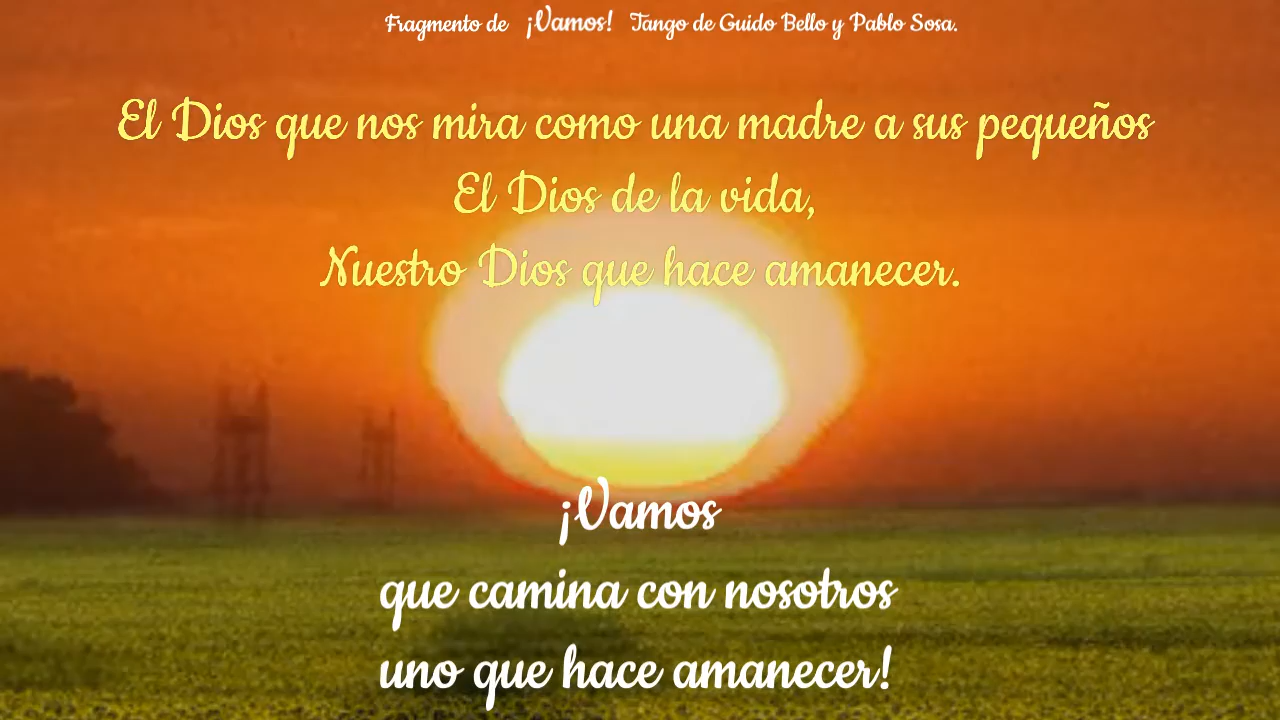 Fragmento de ¡Vamos! Tango de Guido Bello y Pablo Sosa.
El Dios que nos mira como una madre a sus pequeños
El Dios de la vida,
Nuestro Dios que hace amanecer.
¡Vamos
que camina con nosotros
uno que hace amanecer!